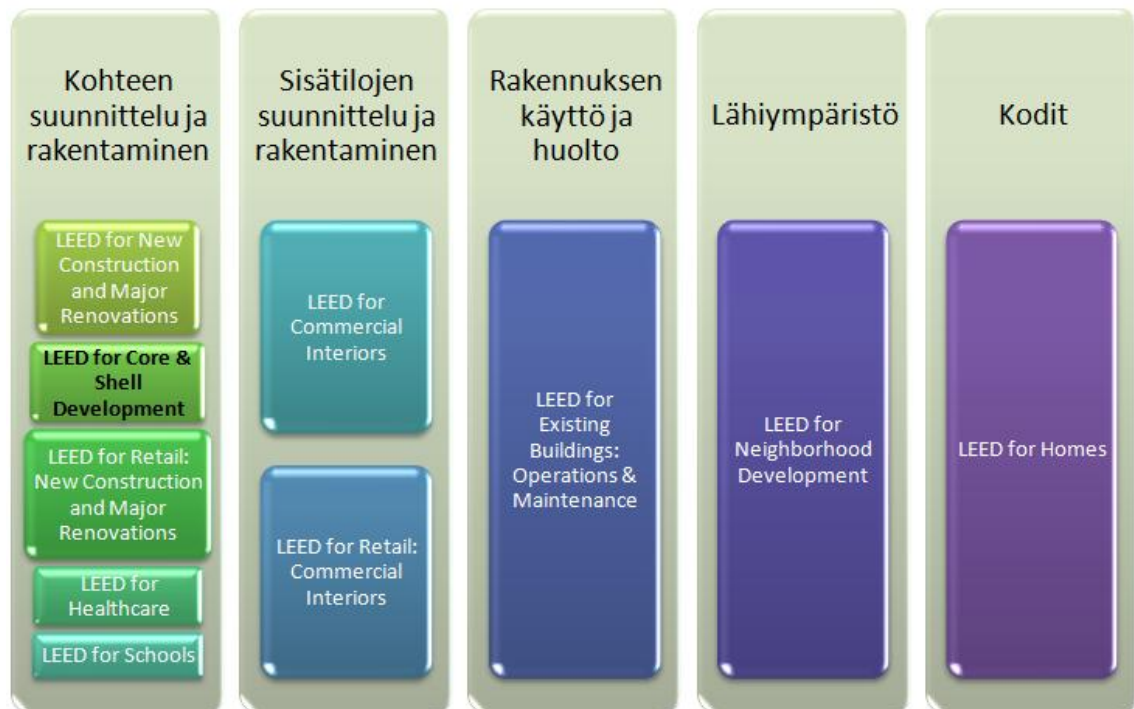 Kohteen
suunnittelu ja
rakentaminen
LEED for New
Construction
and Major
Renovations
LEED for Core &
Shell
Development
LEED for Retail:
New Construction
and Major
Renovations
LEED for
Healthcare
LEED for Schools
Sisätilojen
suunnittelu ja
rakentaminen
LEED for
Commercial
Interiors
LEED for Retail:
Commercial
Interiors
Rakennuksen
käyttö ja
huolto
LEED for
Existing
Buildings:
Operations &
Maintenance
Lähiympäristö
LEED for
Neighborhood
Development
Kodit
LEED for Homes